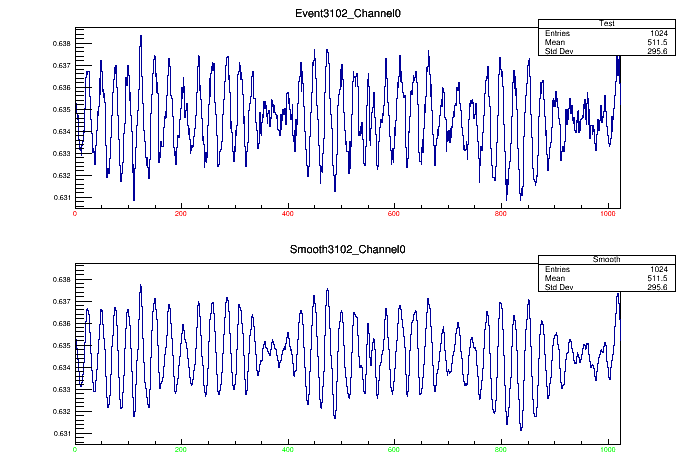 Event3102_Channel0
Test
Entries 1024
Mean 511.5
Std Dev 295.6
0.638
0.637
0.636
0.635
0.634
0.633
0.632
0.631
0 200 400 600 800 1000
Smooth3102_Channel0
Smooth
Entries 1024
Mean 511.5
Std Dev 295.6
0.638
0.637
0.636
0.635
0.634
0.633
0.632
0.631
0 200 400 600 800 1000